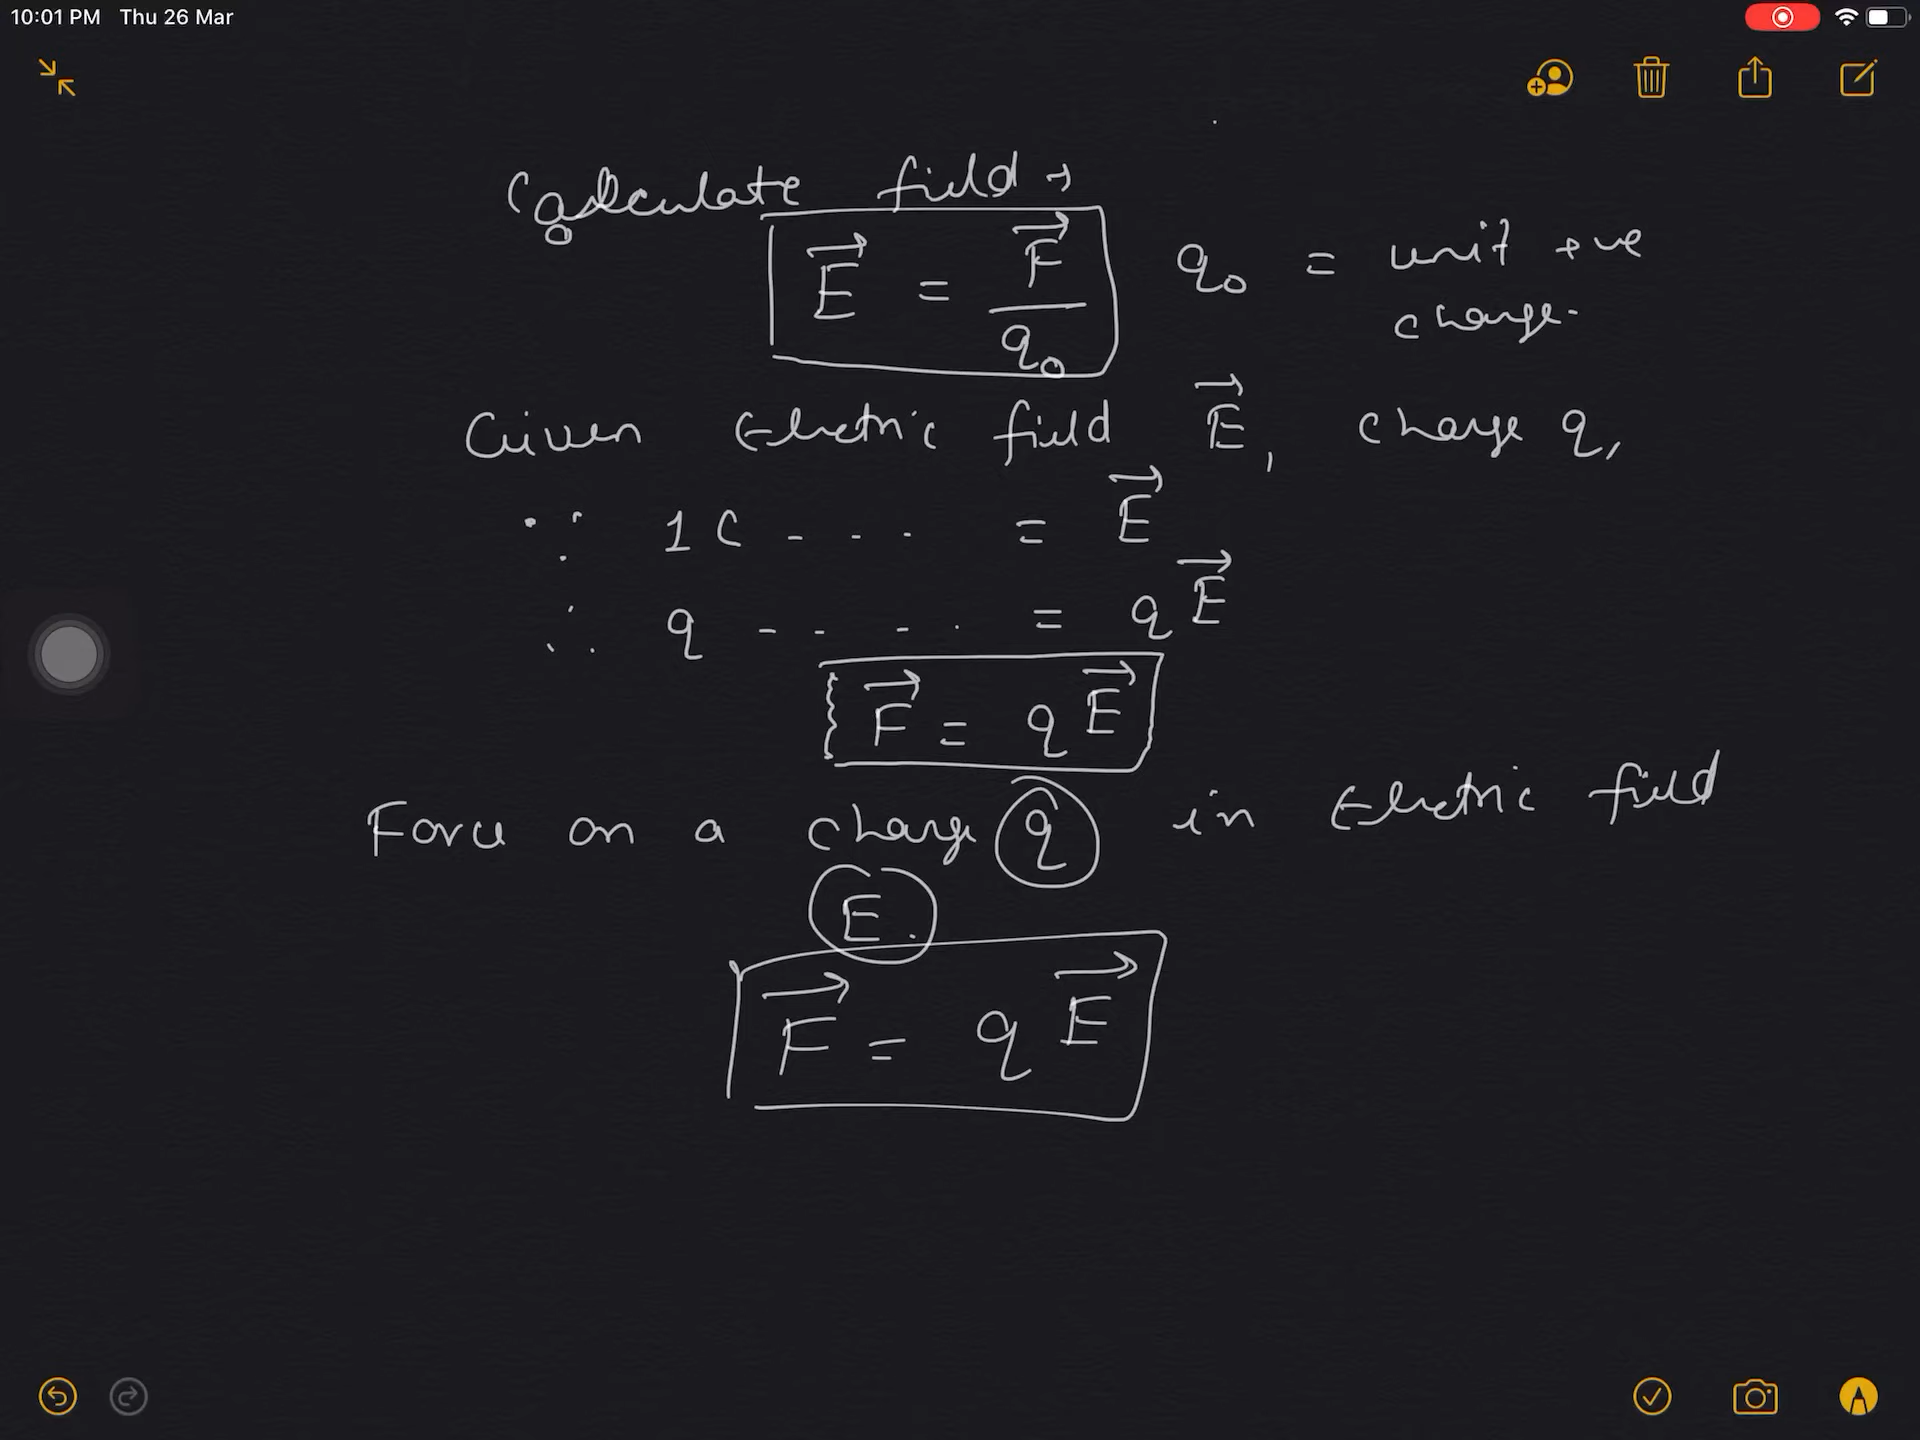 10:01 PM Thu 26 Mar
Calculate field →
E⃗ = F⃗ / q₀ q₀ = unit +ve
charge.
Given Electric field E⃗, charge q,
∵ 1C - - - = E⃗
∴ q - - - . = qE⃗
F⃗ = qE⃗
Force on a charge q in Electric field
E.
F⃗ = qE⃗